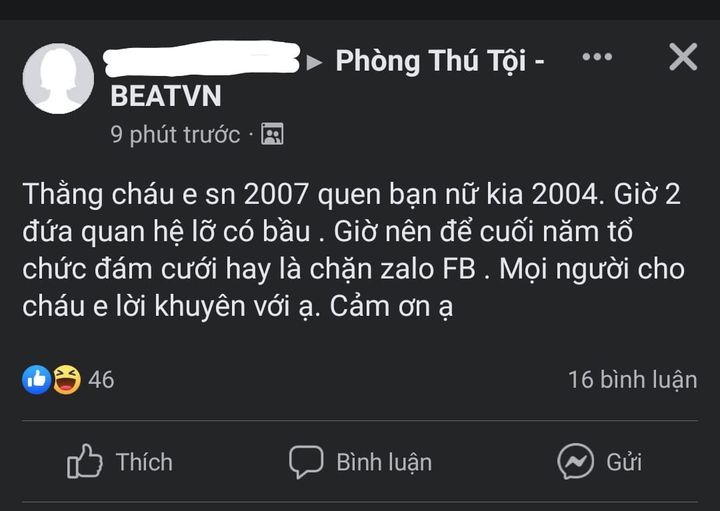 ▸ Phòng Thú Tội -
BEATVN
9 phút trước ·
Thằng cháu e sn 2007 quen bạn nữ kia 2004. Giờ 2
đứa quan hệ lỡ có bầu . Giờ nên để cuối năm tổ
chức đám cưới hay là chặn zalo FB . Mọi người cho
cháu e lời khuyên với ạ. Cảm ơn ạ
46
16 bình luận
Thích
Bình luận
Gửi